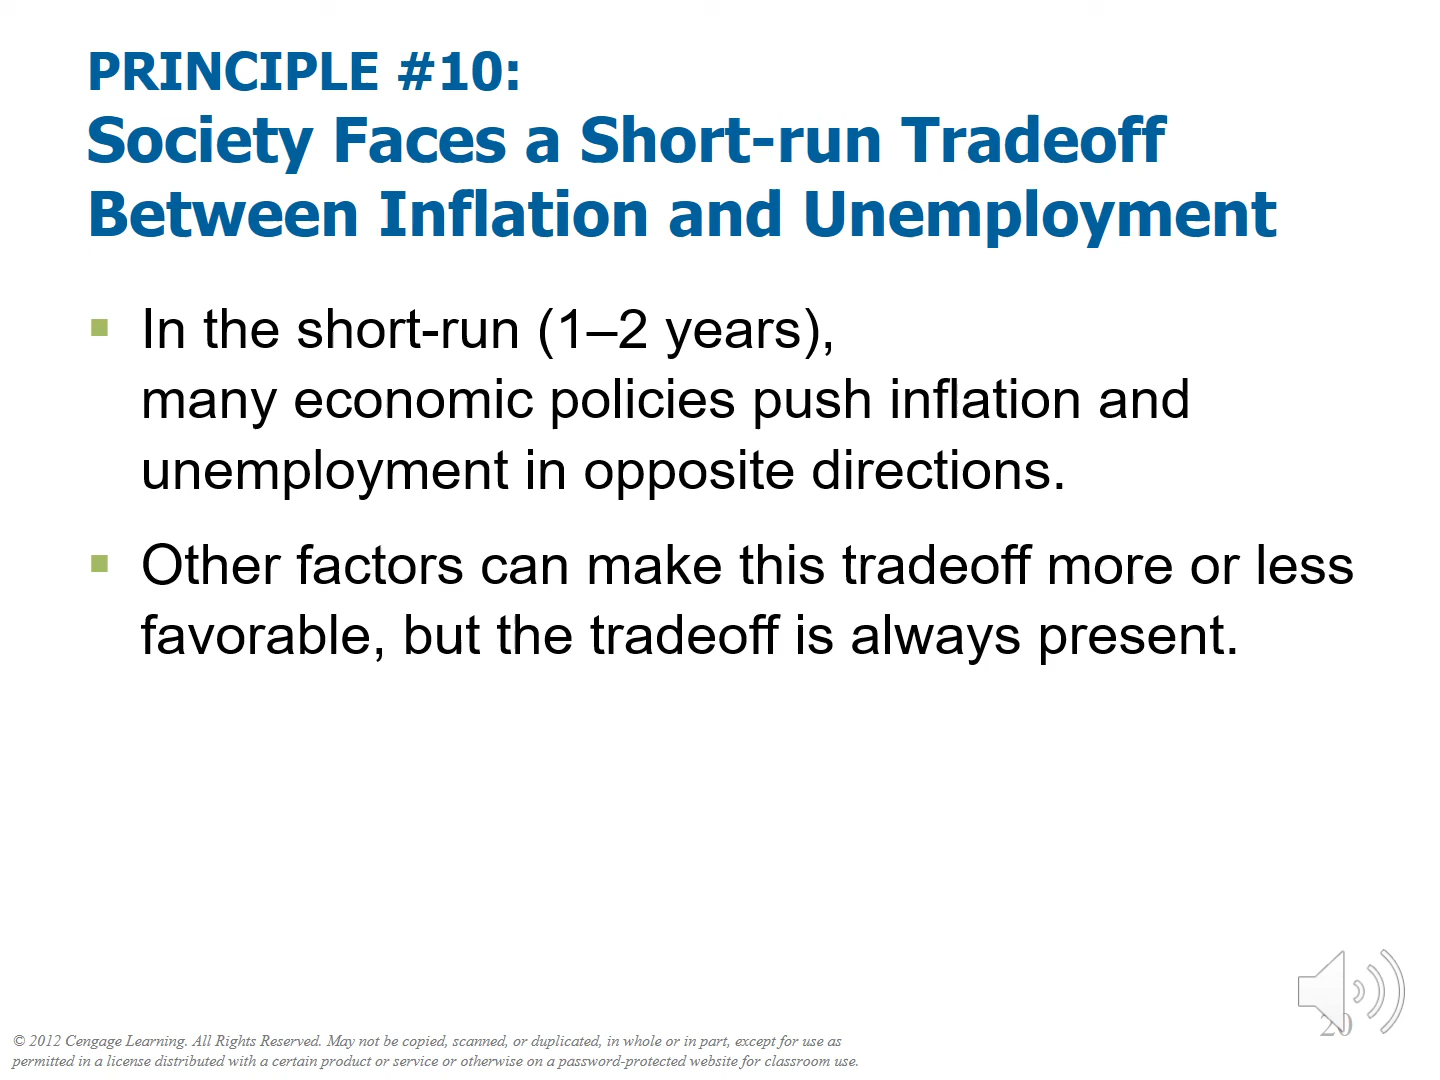 PRINCIPLE #10:
Society Faces a Short-run Tradeoff
Between Inflation and Unemployment
▪ In the short-run (1–2 years),
many economic policies push inflation and
unemployment in opposite directions.
▪ Other factors can make this tradeoff more or less
favorable, but the tradeoff is always present.
© 2012 Cengage Learning. All Rights Reserved. May not be copied, scanned, or duplicated, in whole or in part, except for use as
permitted in a license distributed with a certain product or service or otherwise on a password-protected website for classroom use.